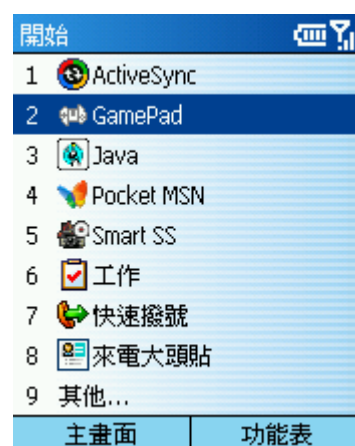 開始
1 ActiveSync
2 GamePad
3 Java
4 Pocket MSN
5 Smart SS
6 工作
7 快速撥號
8 來電大頭貼
9 其他...
主畫面 功能表